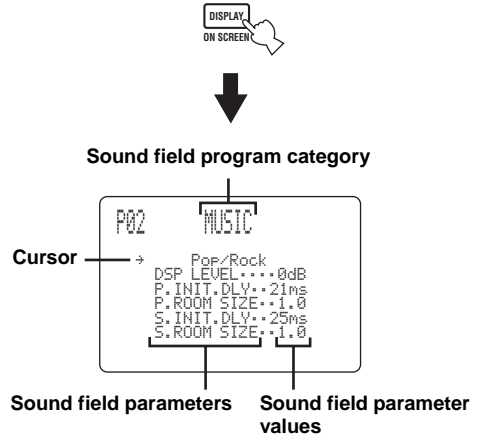 DISPLAY
ON SCREEN
Sound field program category
P02 MUSIC
Cursor → Pop/Rock
DSP LEVEL····0dB
P.INIT.DLY··21ms
P.ROOM SIZE··1.0
S.INIT.DLY··25ms
S.ROOM SIZE··1.0
Sound field parameters
Sound field parameter
values